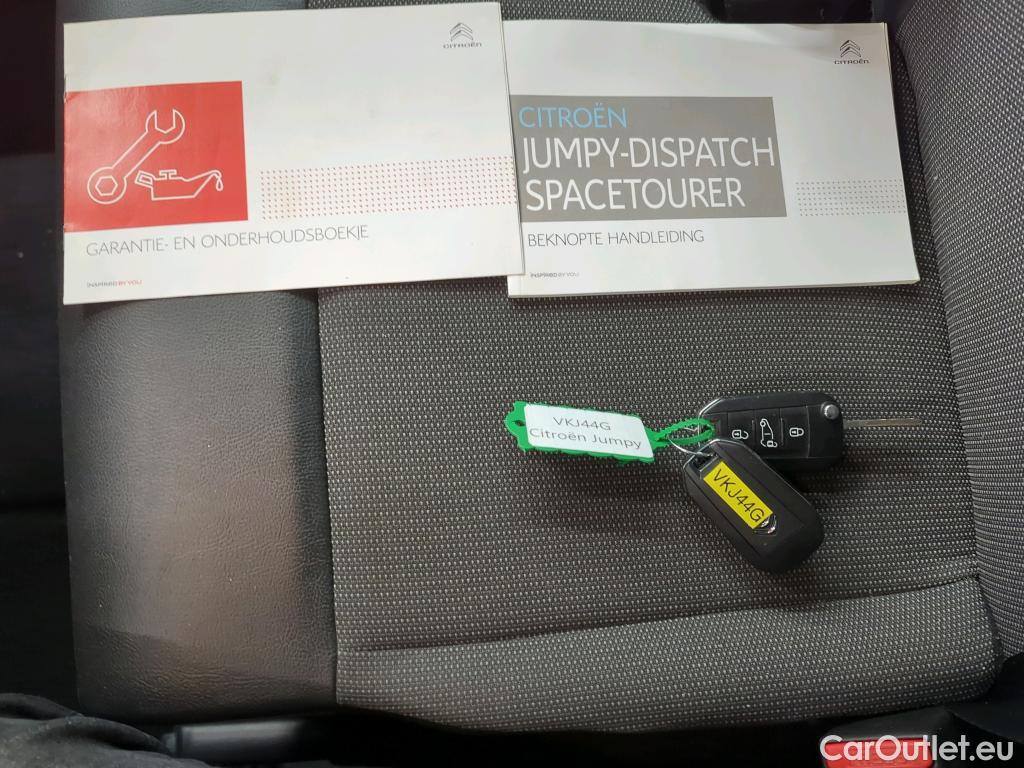 CITROËN
GARANTIE- EN ONDERHOUDSBOEKJE
INSPIRED BY YOU
CITROËN
CITROËN
JUMPY-DISPATCH
SPACETOURER
BEKNOPTE HANDLEIDING
INSPIRED BY YOU
VKJ44G
Citroën Jumpy
VKJ44G
CarOutlet.eu